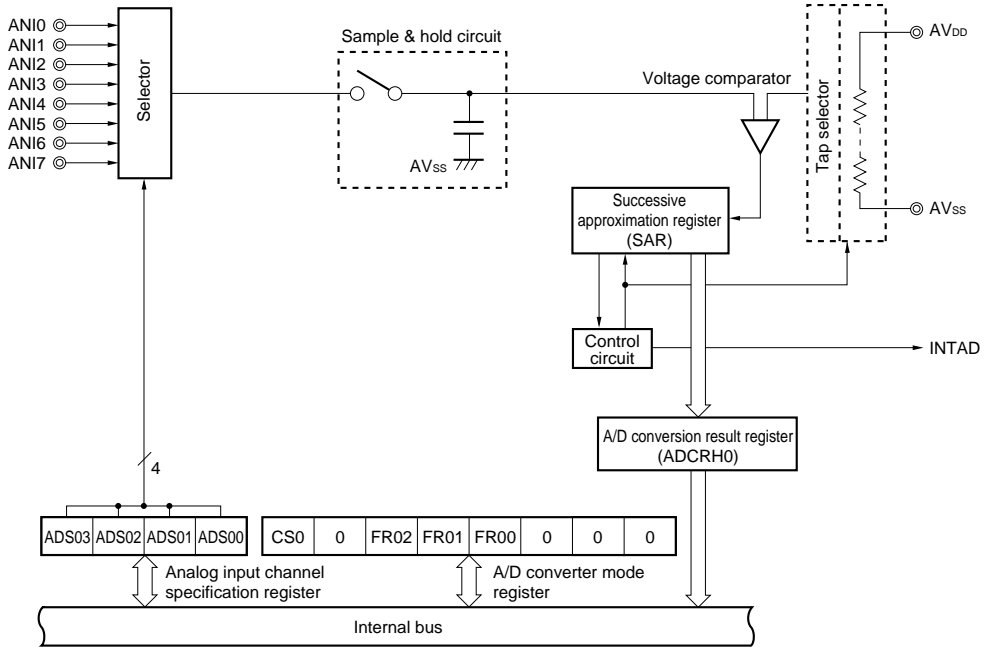 ANI0
ANI1
ANI2
ANI3
ANI4
ANI5
ANI6
ANI7
Selector
Sample & hold circuit
AVSS
Voltage comparator
Tap selector
AVDD
AVSS
Successive
approximation register
(SAR)
Control
circuit
INTAD
A/D conversion result register
(ADCRH0)
4
ADS03 ADS02 ADS01 ADS00
CS0 0 FR02 FR01 FR00 0 0 0
Analog input channel
specification register
A/D converter mode
register
Internal bus